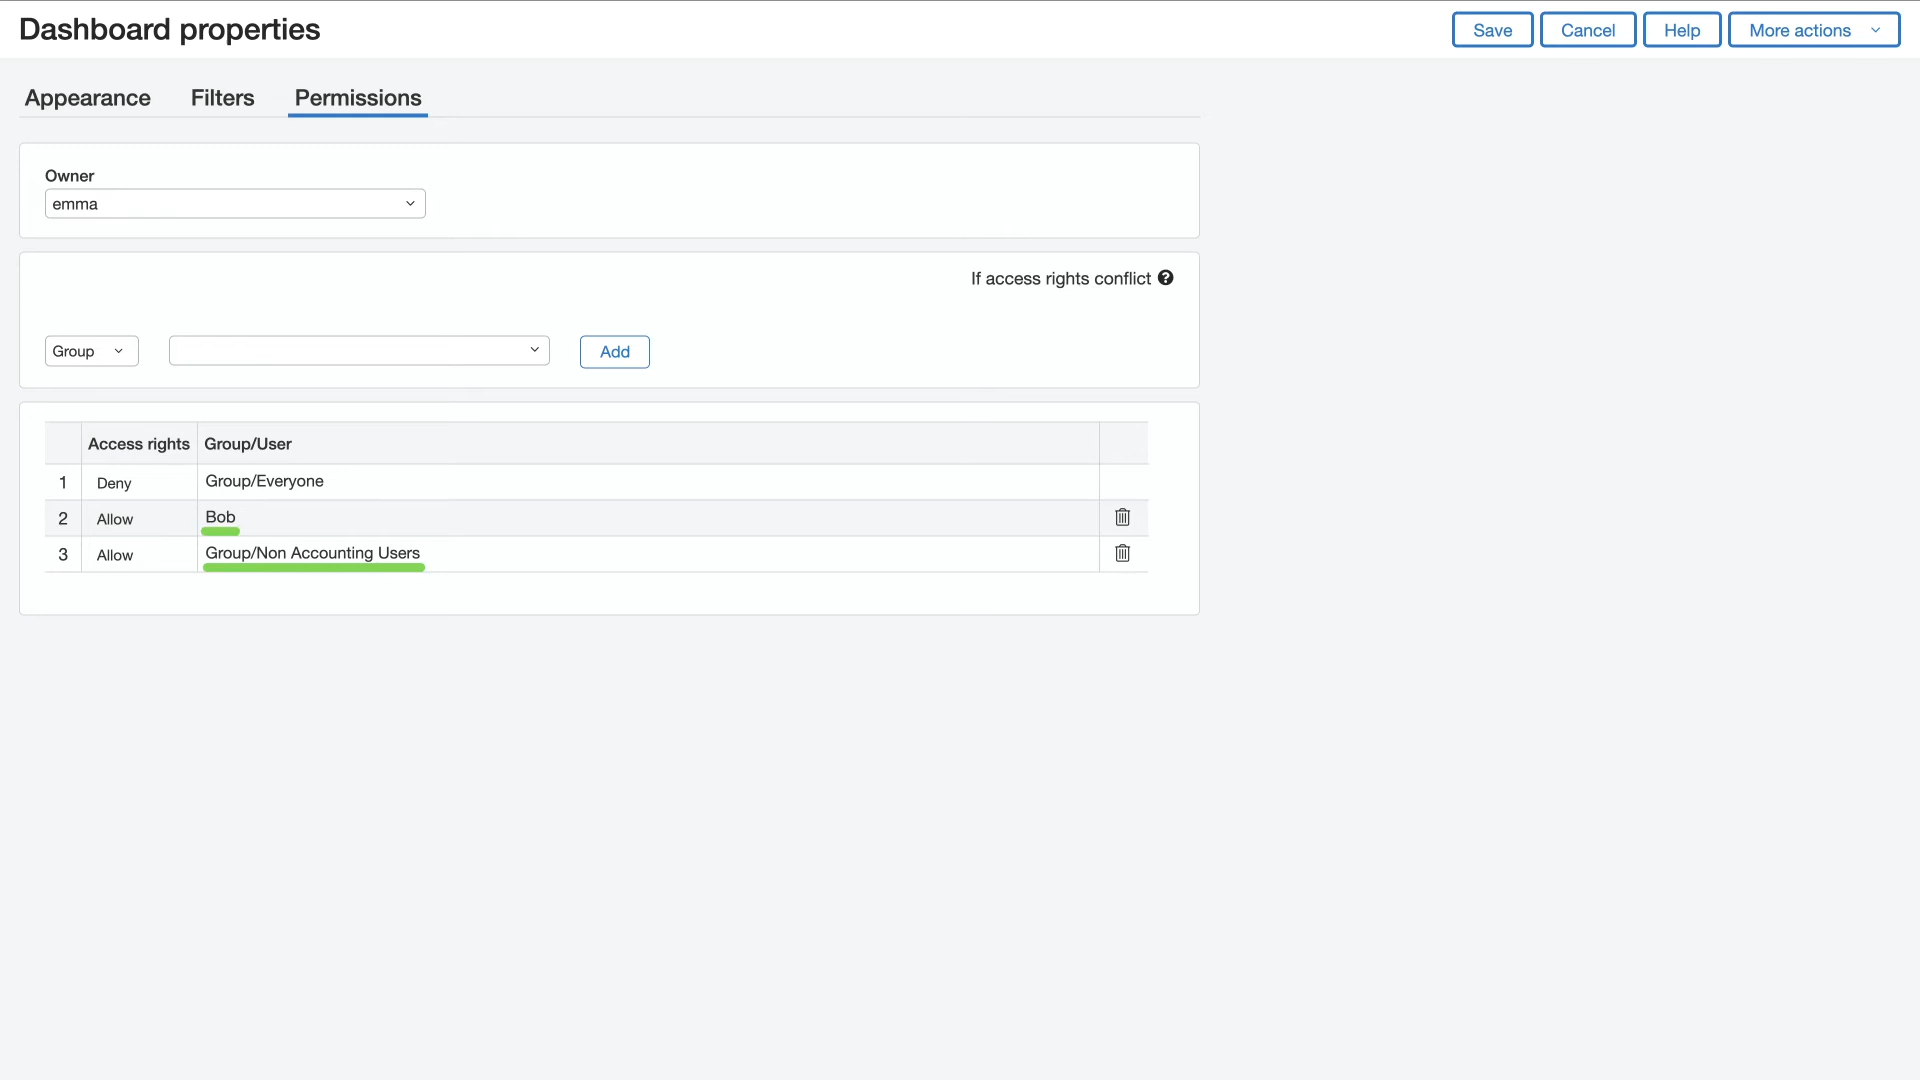 Dashboard properties
Save Cancel Help More actions
Appearance Filters Permissions
Owner
emma
If access rights conflict
Group Add
Access rights Group/User
1 Deny Group/Everyone
2 Allow Bob
3 Allow Group/Non Accounting Users